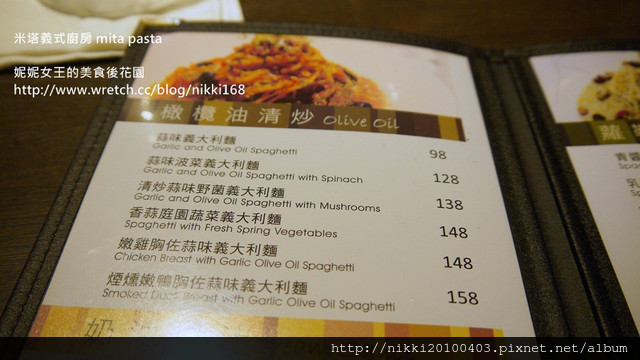 米塔義式廚房 mita pasta
妮妮女王的美食後花園
http://www.wretch.cc/blog/nikki168
橄欖油清炒 Olive Oil
蒜味義大利麵
Garlic and Olive Oil Spaghetti 98
蒜味菠菜義大利麵
Garlic and Olive Oil Spaghetti with Spinach 128
清炒蒜味野菌義大利麵
Garlic and Olive Oil Spaghetti with Mushrooms 138
香蒜庭園蔬菜義大利麵
Spaghetti with Fresh Spring Vegetables 148
嫩雞胸佐蒜味義大利麵
Chicken Breast with Garlic Olive Oil Spaghetti 148
煙燻嫩鴨胸佐蒜味義大利麵
Smoked Duck Breast with Garlic Olive Oil Spaghetti 158
奶油
青醬
Spa
乳
http://nikki20100403.pixnet.net/album